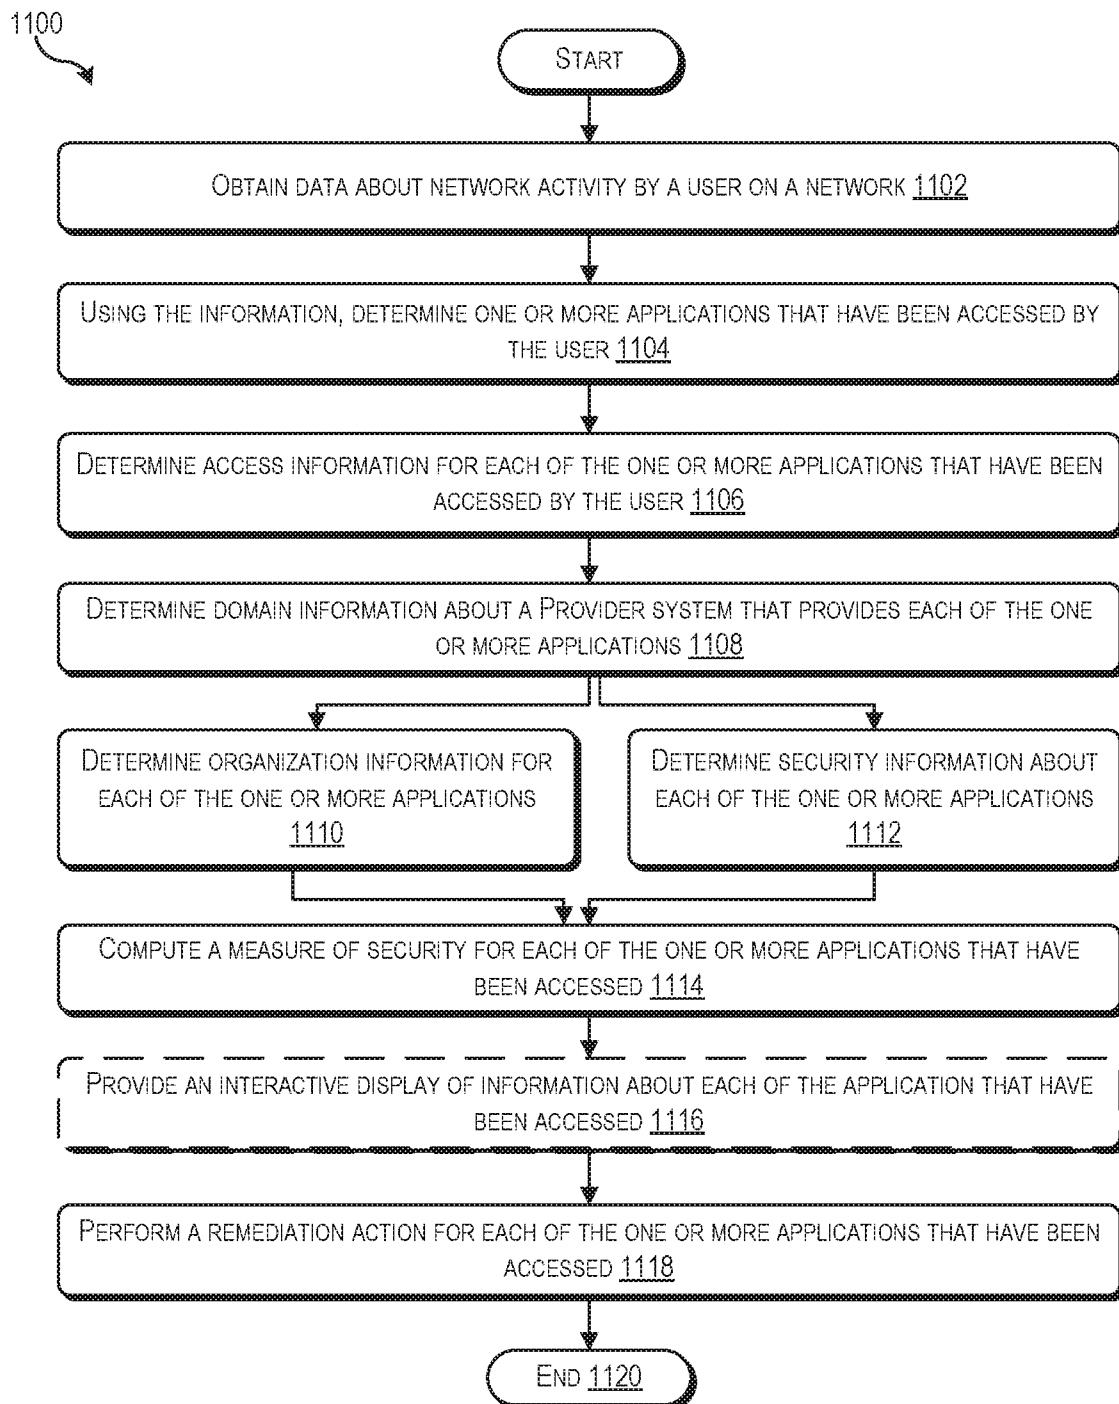 1100
START
OBTAIN DATA ABOUT NETWORK ACTIVITY BY A USER ON A NETWORK 1102
USING THE INFORMATION, DETERMINE ONE OR MORE APPLICATIONS THAT HAVE BEEN ACCESSED BY
THE USER 1104
DETERMINE ACCESS INFORMATION FOR EACH OF THE ONE OR MORE APPLICATIONS THAT HAVE BEEN
ACCESSED BY THE USER 1106
DETERMINE DOMAIN INFORMATION ABOUT A PROVIDER SYSTEM THAT PROVIDES EACH OF THE ONE
OR MORE APPLICATIONS 1108
DETERMINE ORGANIZATION INFORMATION FOR
EACH OF THE ONE OR MORE APPLICATIONS
1110
DETERMINE SECURITY INFORMATION ABOUT
EACH OF THE ONE OR MORE APPLICATIONS
1112
COMPUTE A MEASURE OF SECURITY FOR EACH OF THE ONE OR MORE APPLICATIONS THAT HAVE
BEEN ACCESSED 1114
PROVIDE AN INTERACTIVE DISPLAY OF INFORMATION ABOUT EACH OF THE APPLICATION THAT HAVE
BEEN ACCESSED 1116
PERFORM A REMEDIATION ACTION FOR EACH OF THE ONE OR MORE APPLICATIONS THAT HAVE BEEN
ACCESSED 1118
END 1120